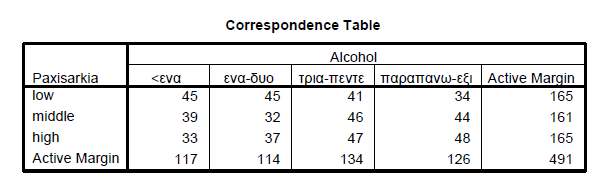 Correspondence Table
Alcohol
Paxisarkia <ενα ενα-δυο τρια-πεντε παραπανω-εξι Active Margin
low 45 45 41 34 165
middle 39 32 46 44 161
high 33 37 47 48 165
Active Margin 117 114 134 126 491